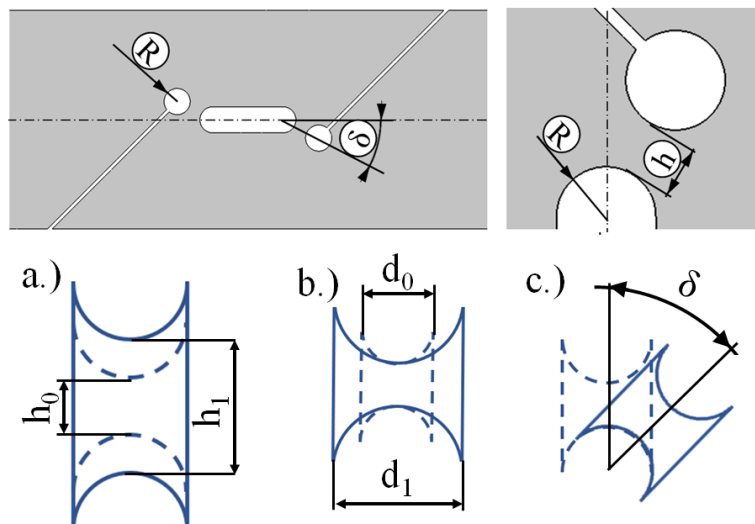 R
δ
R
h
a.)
h₀
h₁
b.)
d₀
d₁
c.)
δ